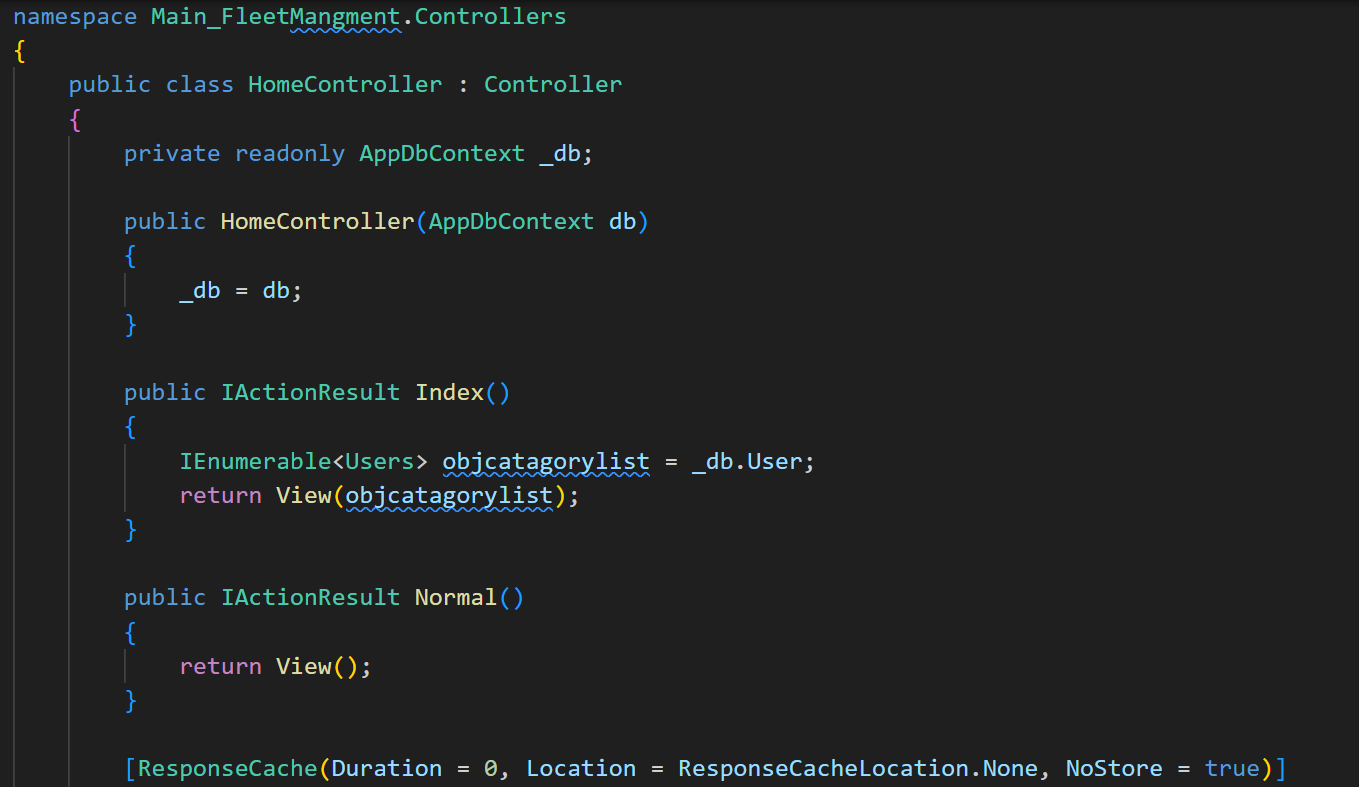 namespace Main_FleetMangment.Controllers
{
public class HomeController : Controller
{
private readonly AppDbContext _db;
public HomeController(AppDbContext db)
{
_db = db;
}
public IActionResult Index()
{
IEnumerable<Users> objcatagorylist = _db.User;
return View(objcatagorylist);
}
public IActionResult Normal()
{
return View();
}
[ResponseCache(Duration = 0, Location = ResponseCacheLocation.None, NoStore = true)]